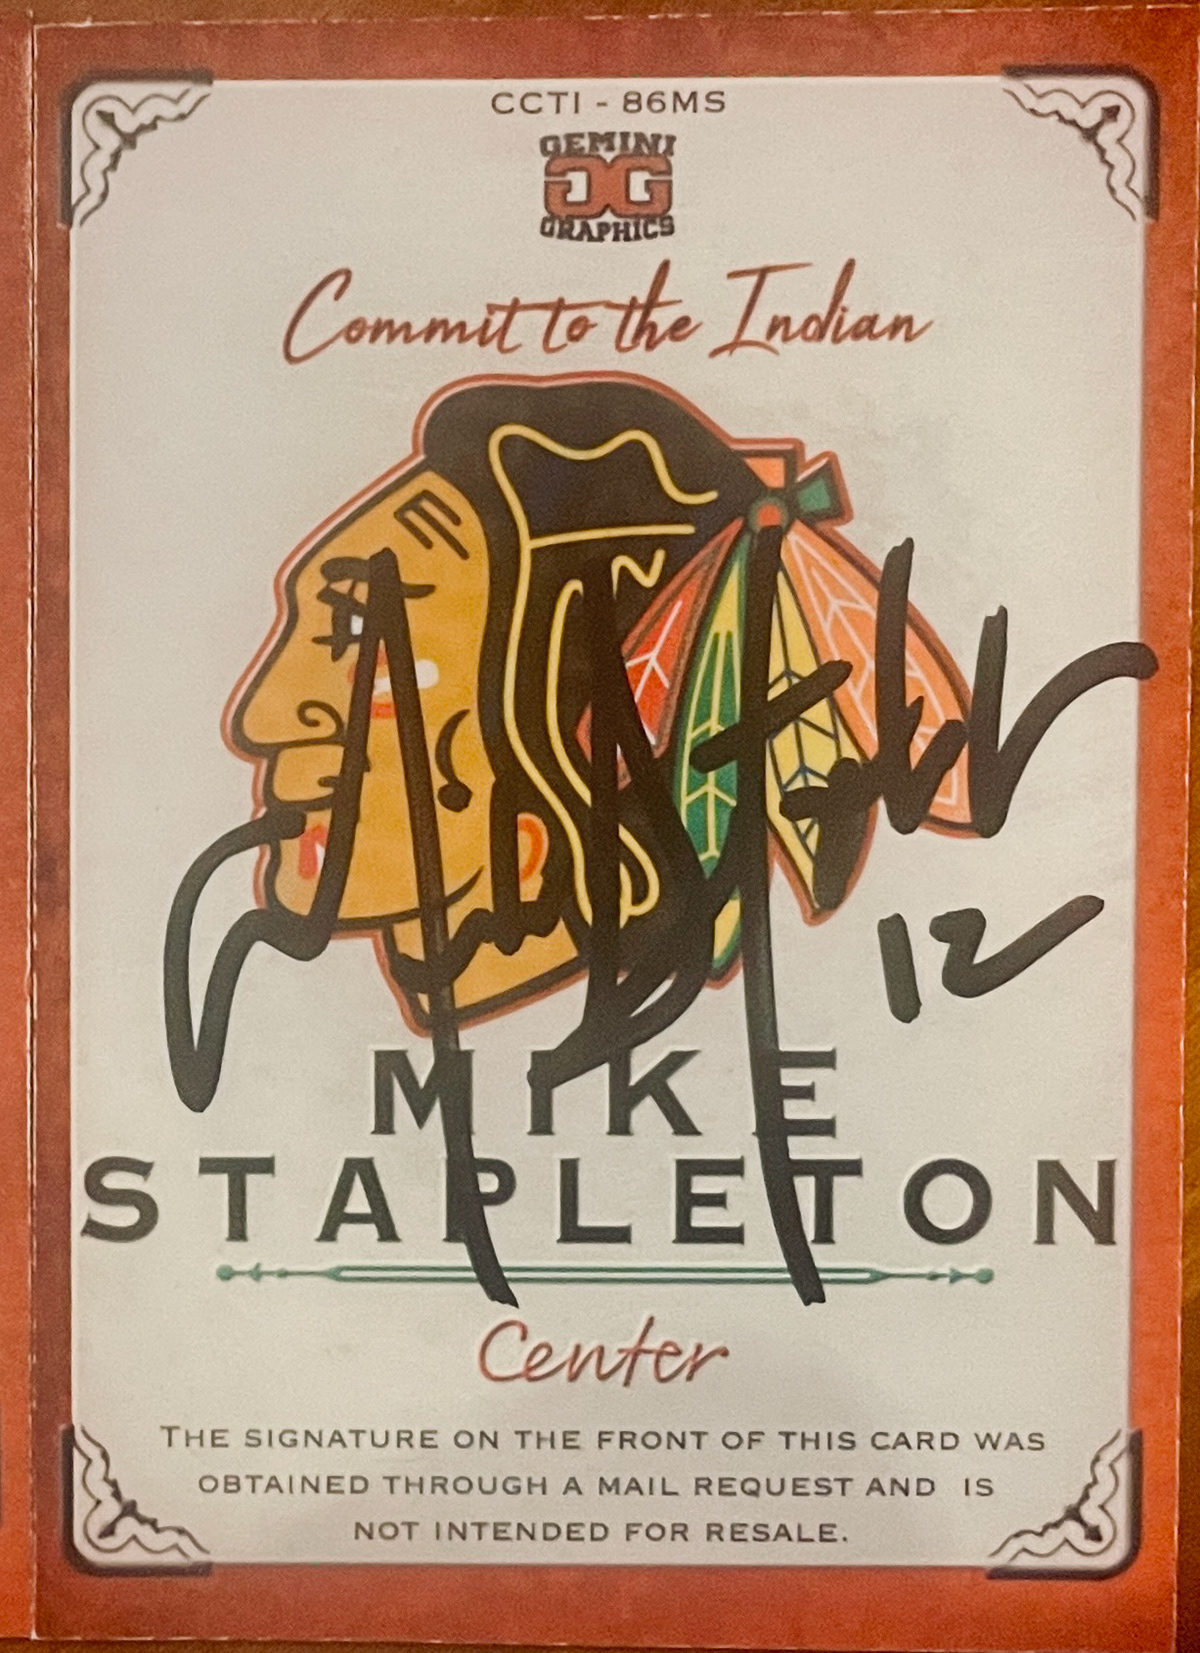 CCTI - 86MS
GEMINI
GG
GRAPHICS
Commit to the Indian
12
MIKE
STAPLETON
Center
THE SIGNATURE ON THE FRONT OF THIS CARD WAS
OBTAINED THROUGH A MAIL REQUEST AND IS
NOT INTENDED FOR RESALE.